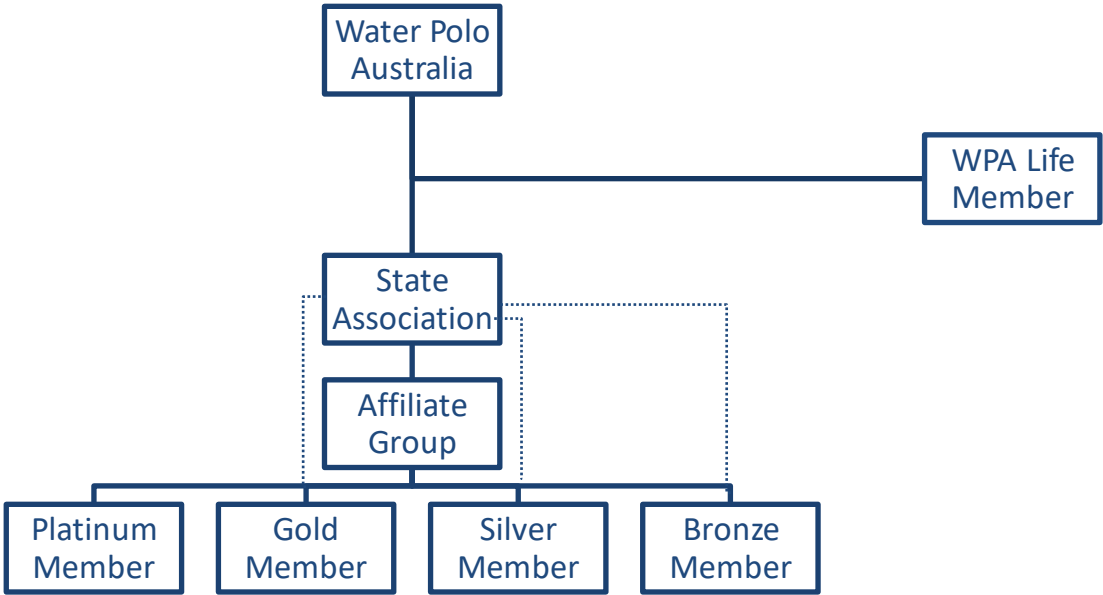 Water Polo
Australia
WPA Life
Member
State
Association
Affiliate
Group
Platinum
Member
Gold
Member
Silver
Member
Bronze
Member